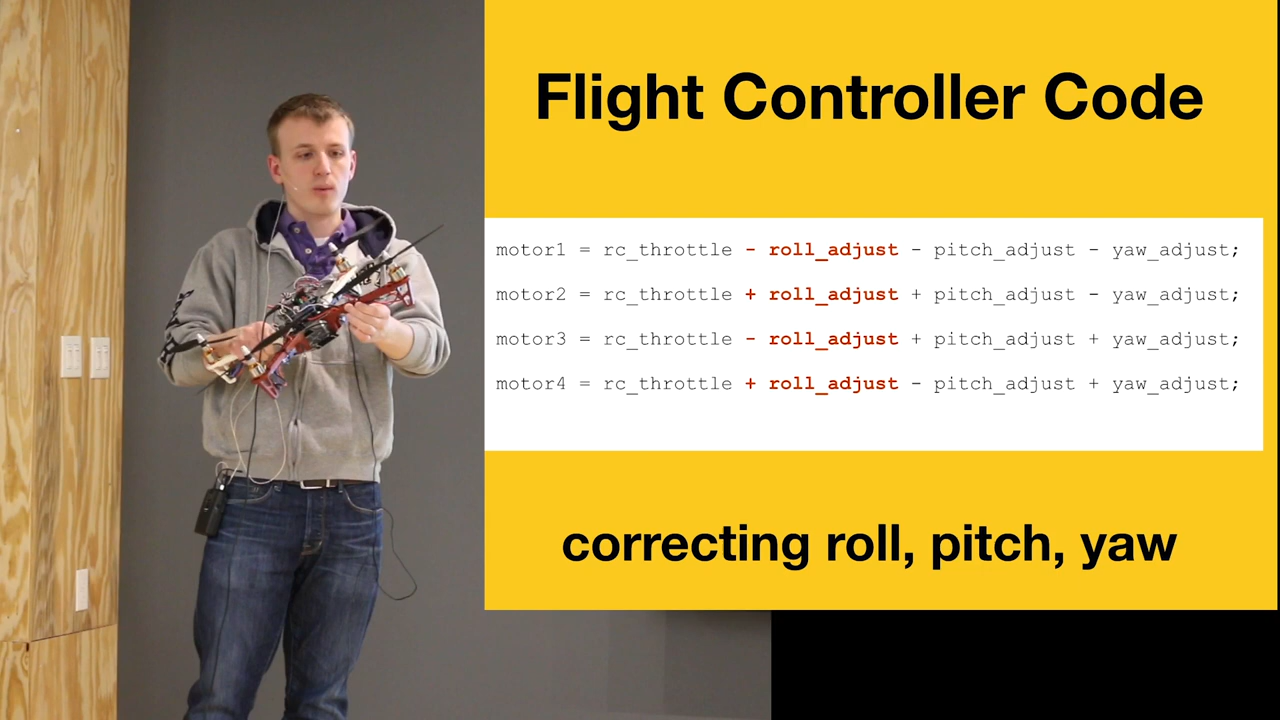 Flight Controller Code
motor1 = rc_throttle - roll_adjust - pitch_adjust - yaw_adjust;
motor2 = rc_throttle + roll_adjust + pitch_adjust - yaw_adjust;
motor3 = rc_throttle - roll_adjust + pitch_adjust + yaw_adjust;
motor4 = rc_throttle + roll_adjust - pitch_adjust + yaw_adjust;
correcting roll, pitch, yaw